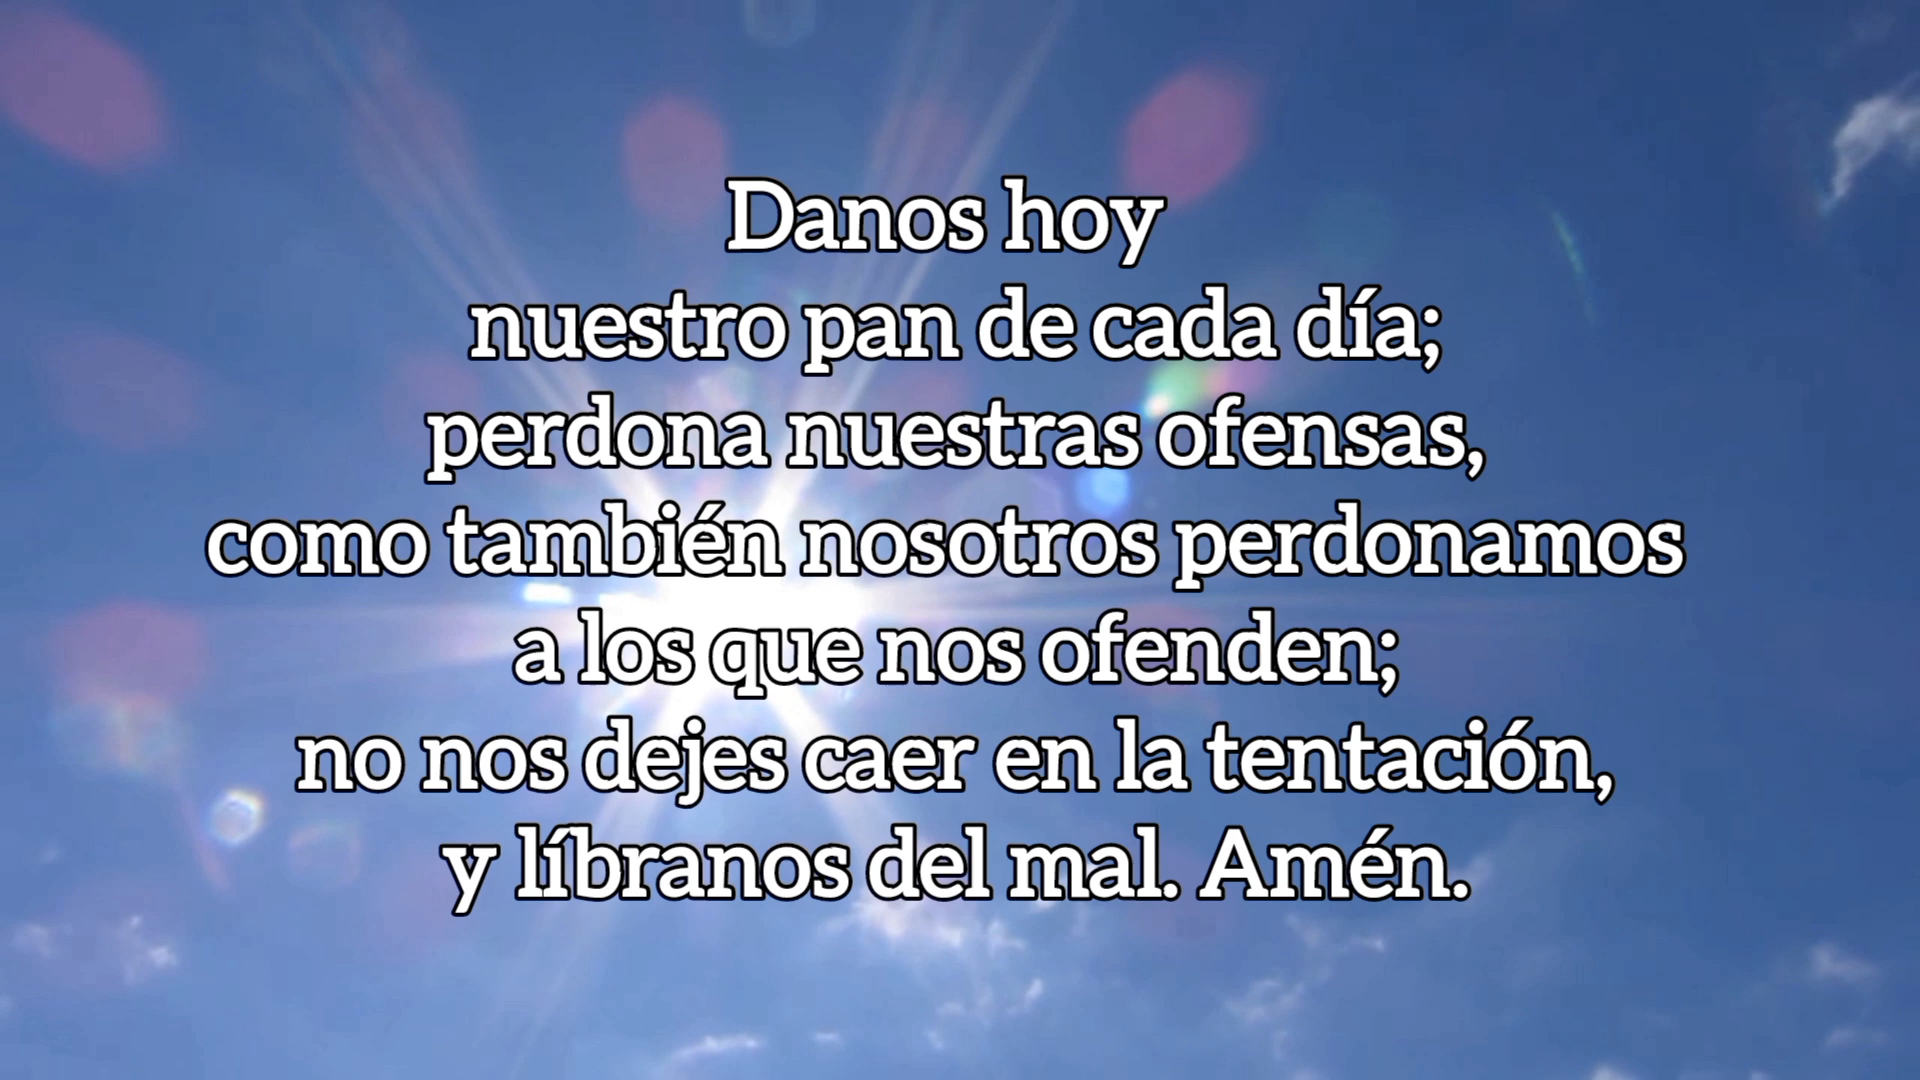 Danos hoy
nuestro pan de cada día;
perdona nuestras ofensas,
como también nosotros perdonamos
a los que nos ofenden;
no nos dejes caer en la tentación,
y líbranos del mal. Amén.